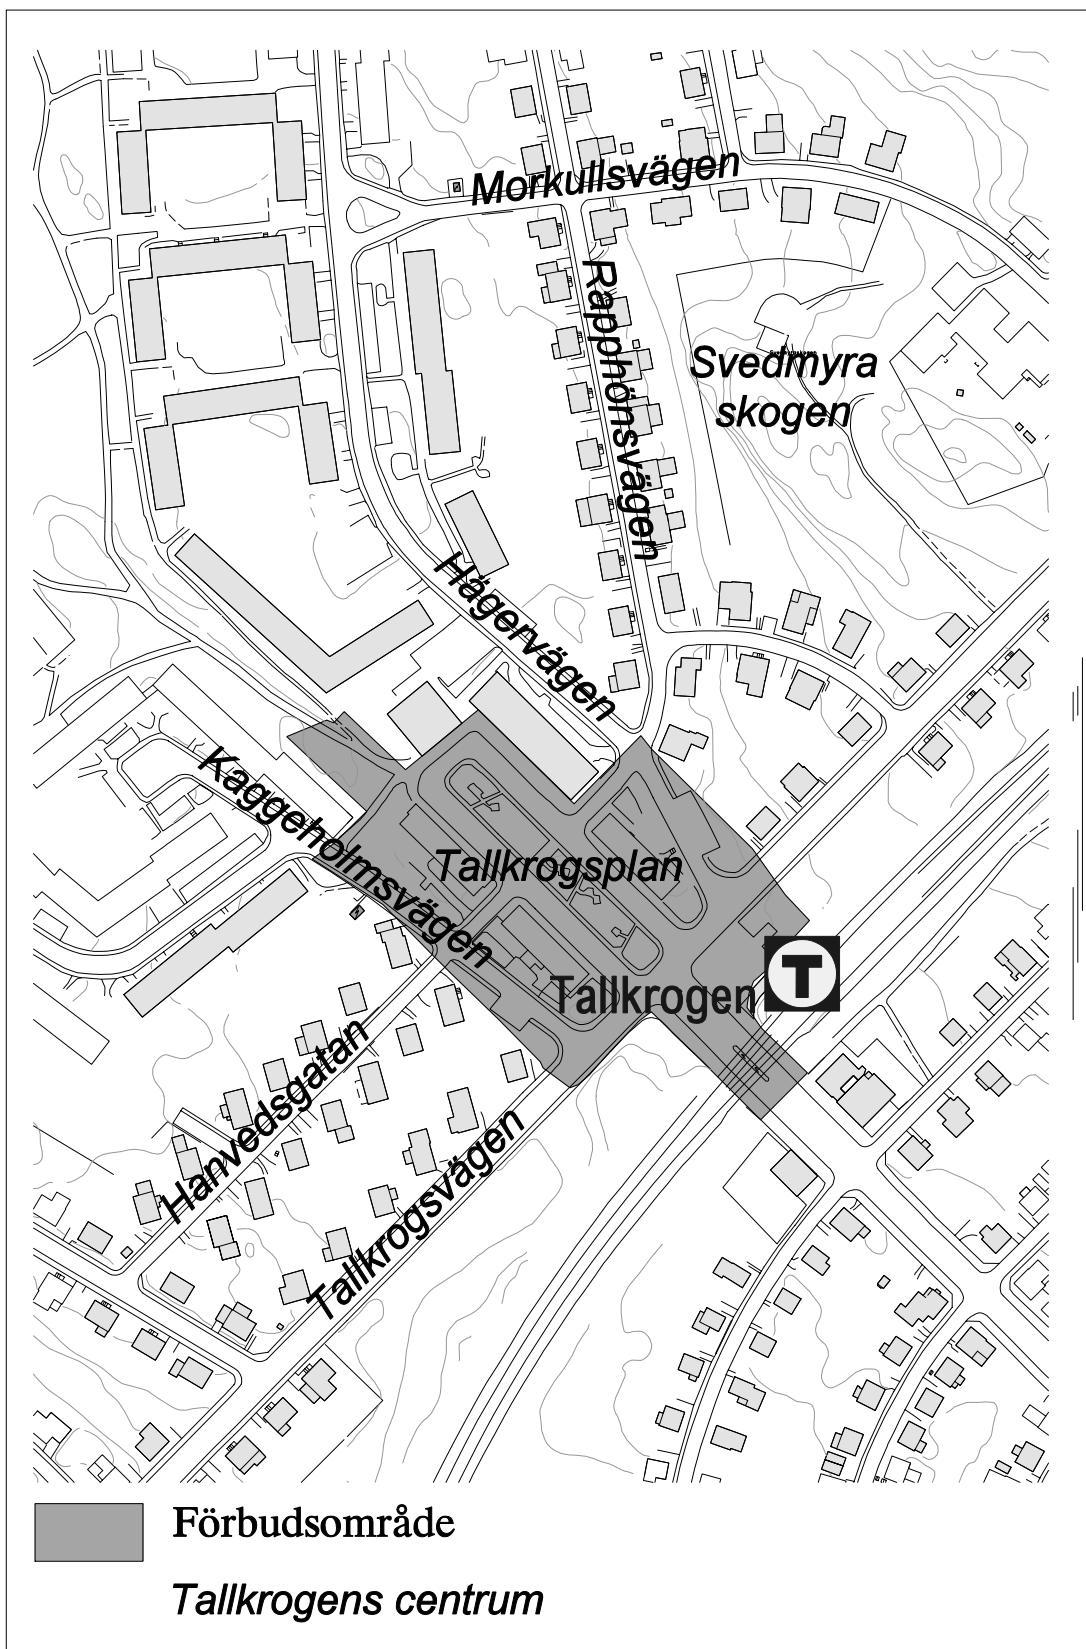 Morkullsvägen
Rapphönsvägen
Svedmyra
skogen
Hägervägen
Kaggeholmsvägen
Tallkrogsplan
Tallkrogen T
Hanvedsgatan
Tallkrogsvägen
Förbudsområde
Tallkrogens centrum